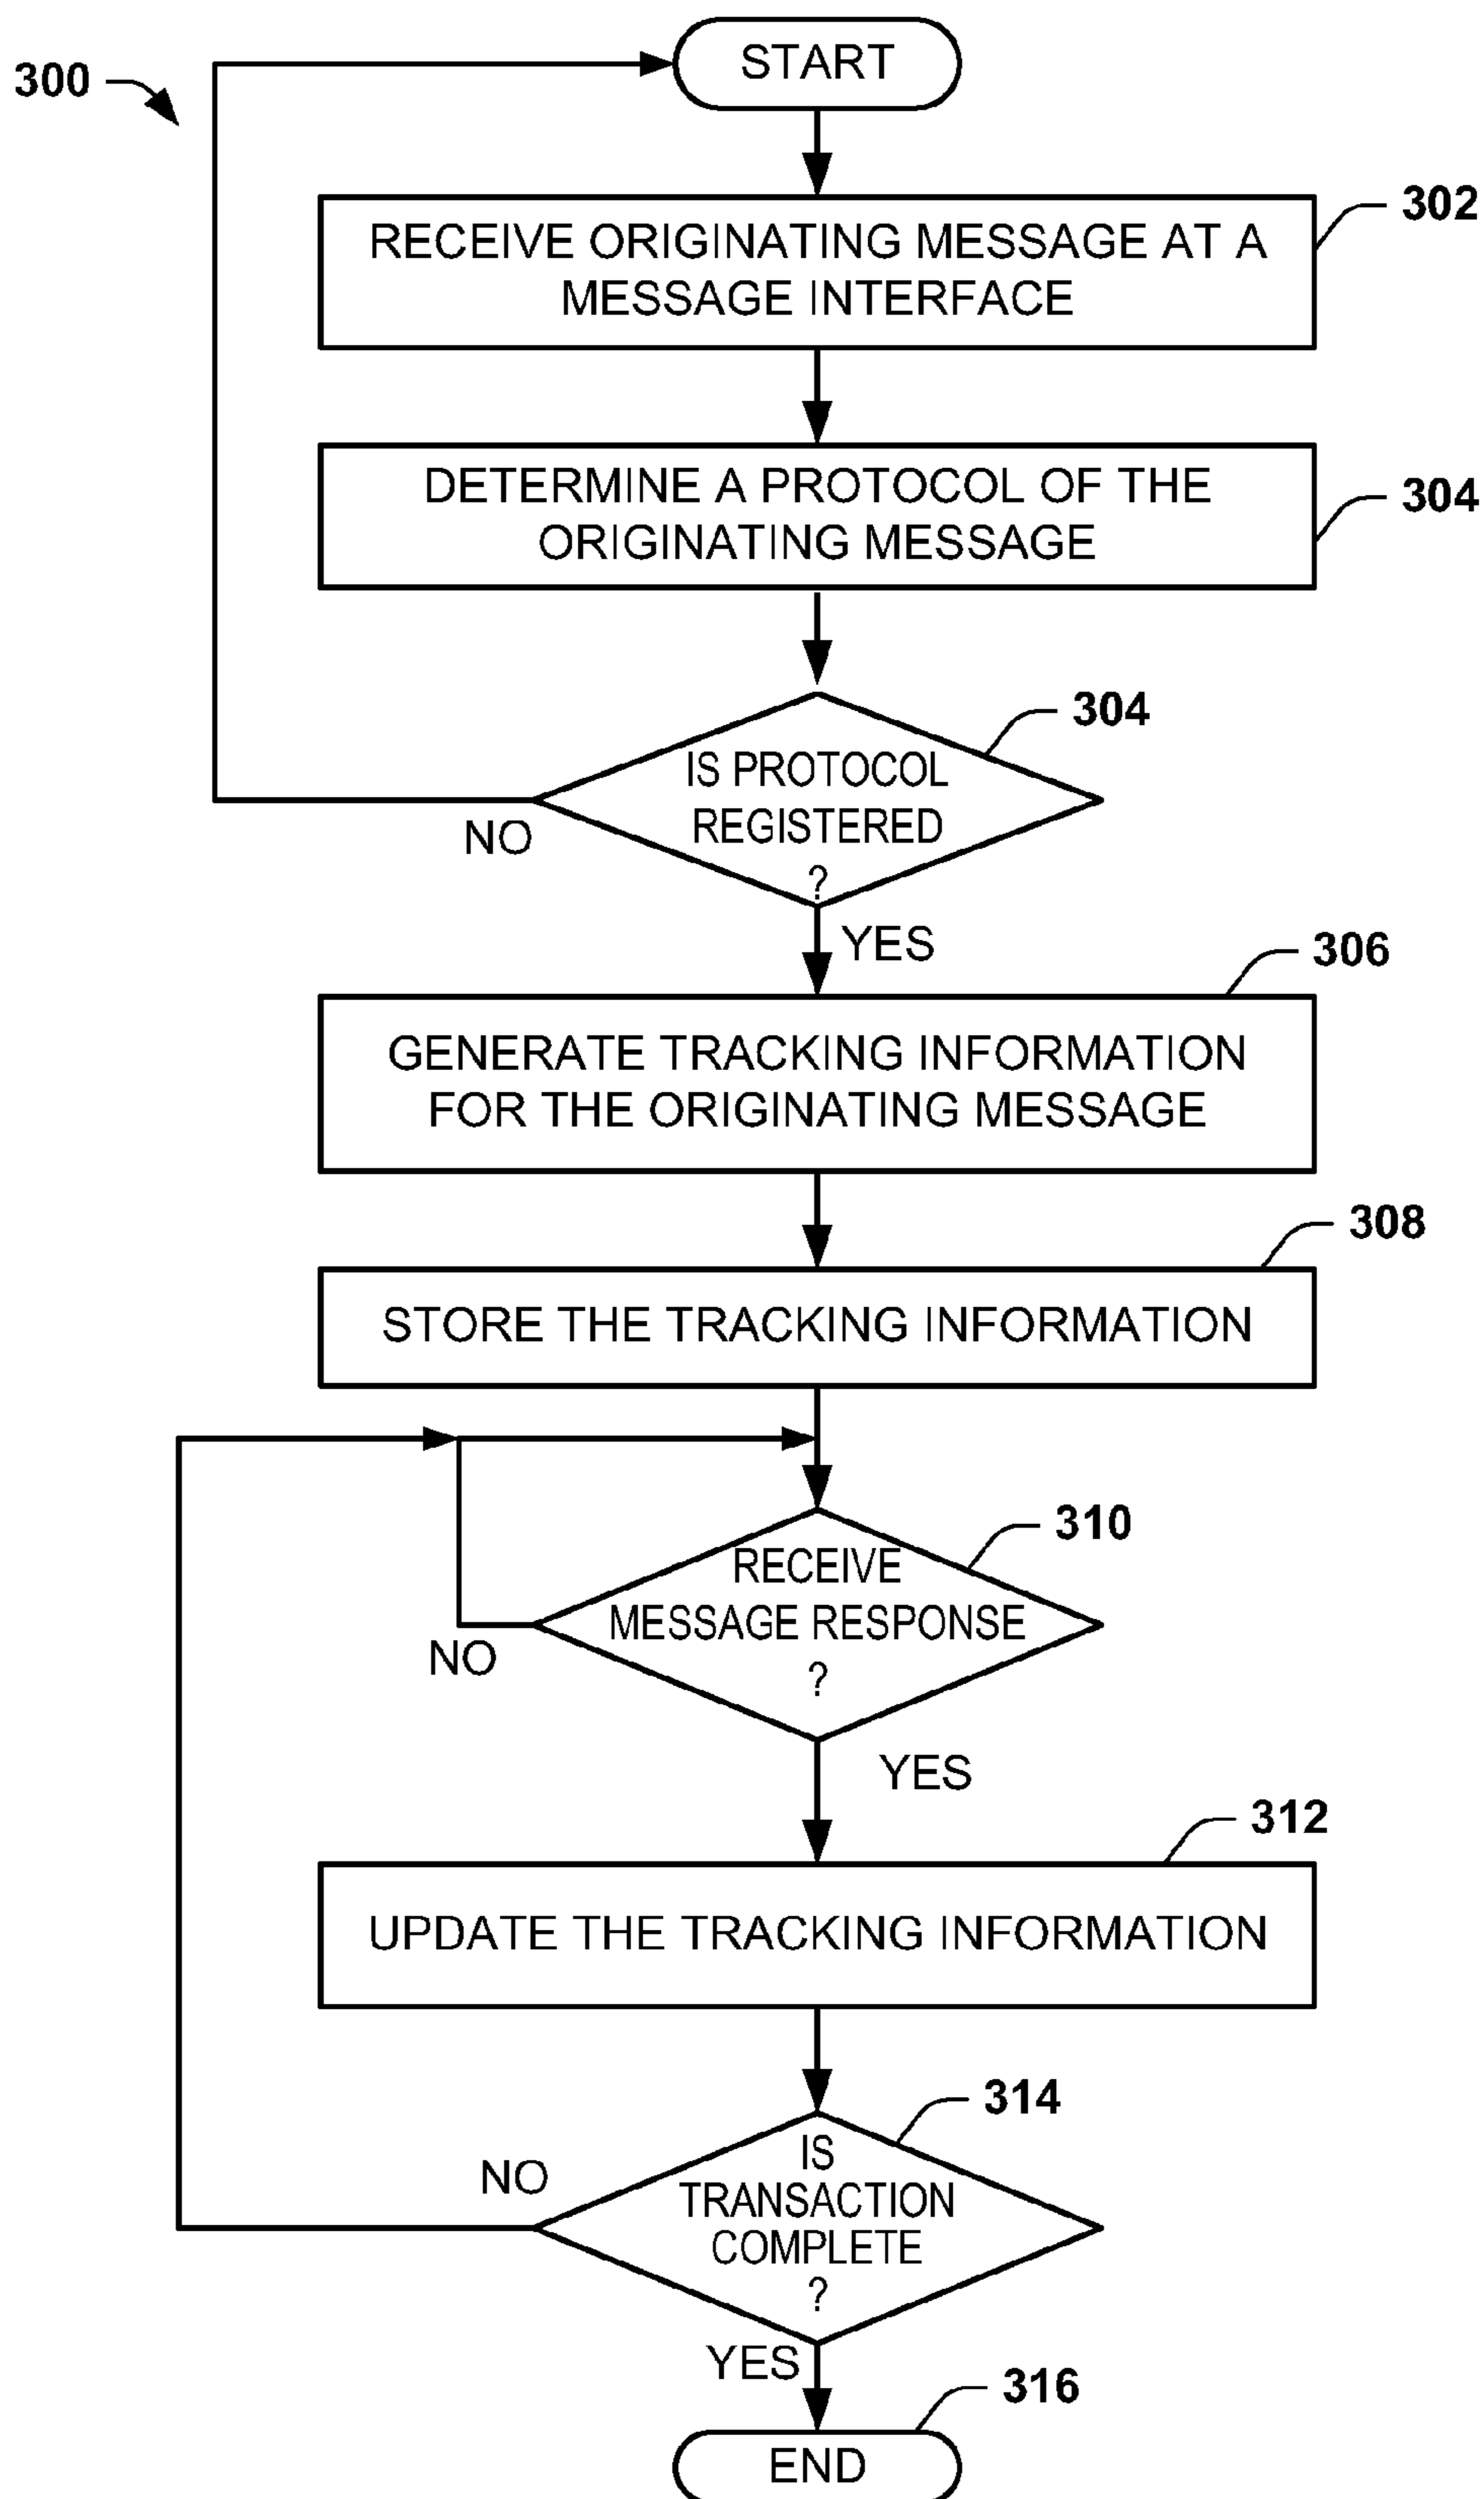 300
START
302
RECEIVE ORIGINATING MESSAGE AT A
MESSAGE INTERFACE
304
DETERMINE A PROTOCOL OF THE
ORIGINATING MESSAGE
304
IS PROTOCOL
REGISTERED
?
NO
YES
306
GENERATE TRACKING INFORMATION
FOR THE ORIGINATING MESSAGE
308
STORE THE TRACKING INFORMATION
310
RECEIVE
MESSAGE RESPONSE
?
NO
YES
312
UPDATE THE TRACKING INFORMATION
314
IS
TRANSACTION
COMPLETE
?
NO
YES
316
END